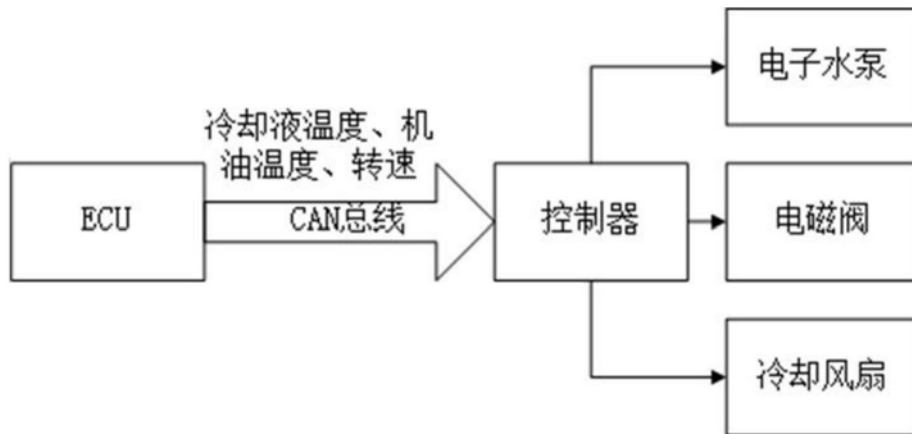 电子水泵
冷却液温度、机
油温度、转速
ECU
CAN总线
控制器
电磁阀
冷却风扇